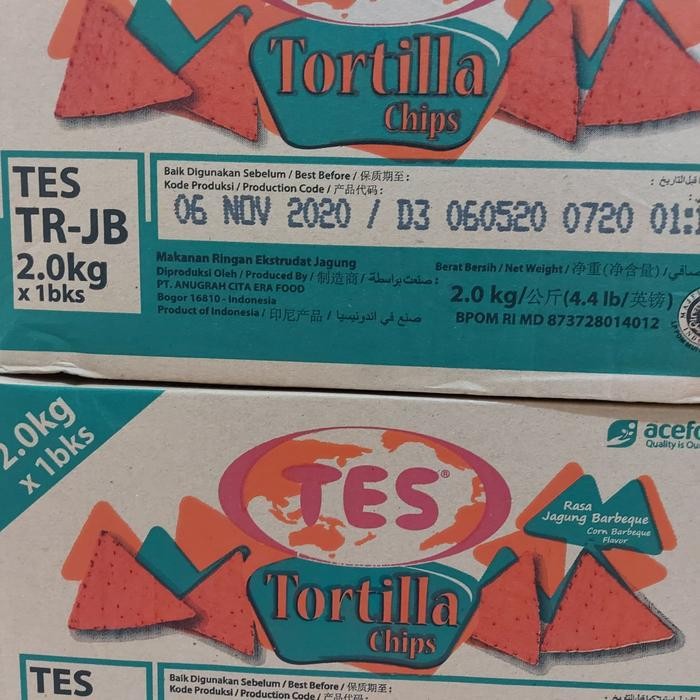 Tortilla
Chips
TES
TR-JB
2.0kg
x 1bks
Baik Digunakan Sebelum / Best Before / 保质期至 :
Kode Produksi / Production Code / 产品代码 :
06 NOV 2020 / D3 060520 0720 01:
Makanan Ringan Ekstrudat Jagung
Diproduksi Oleh / Produced By / 制造商 / صنعت بواسطة :
PT. ANUGRAH CITA ERA FOOD
Bogor 16810 - Indonesia
Product of Indonesia / 印尼产品 / صنع في اندونيسيا
Berat Bersih / Net Weight / 净重(净含量) /
2.0 kg/公斤(4.4 lb/英镑)
BPOM RI MD 873728014012
2.0kg
x 1bks
TES®
acefo
Quality is Ou
Rasa
Jagung Barbeque
Corn Barbeque
Flavor
Tortilla
Chips
TES
Baik Digunakan Sebelum / Best Before / 保质期至 :
Kode Produksi / Production Code / 产品代码 :